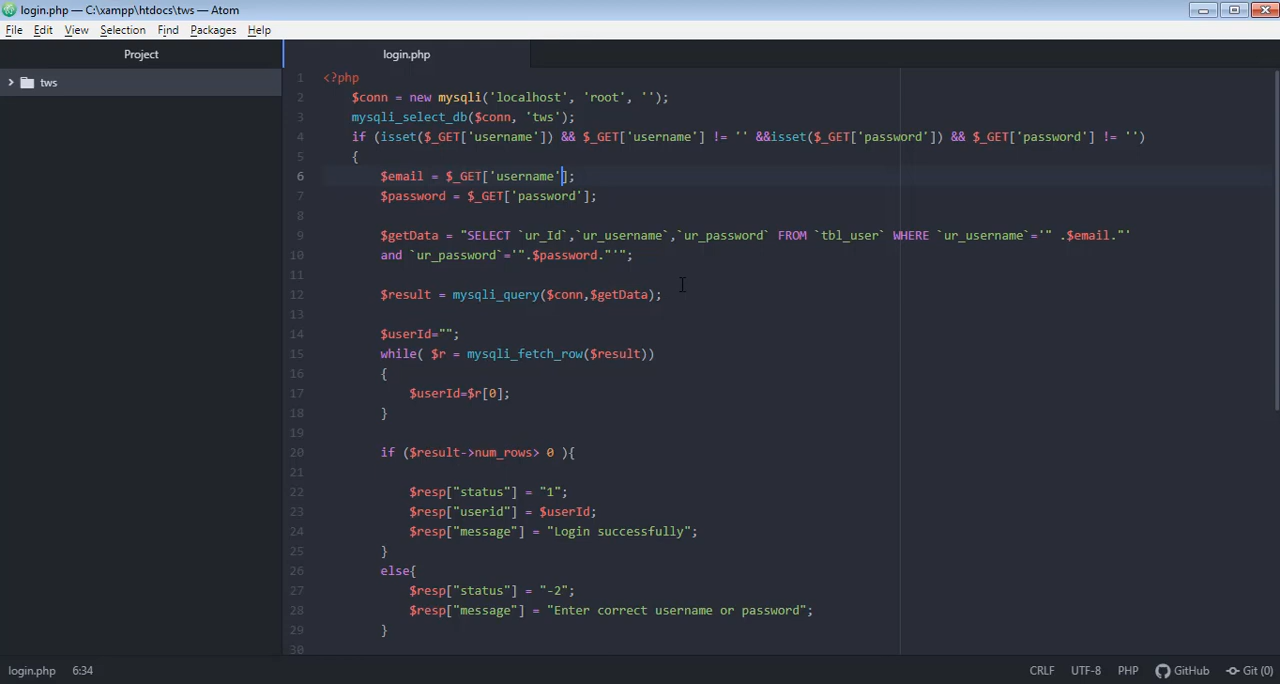 login.php — C:\xampp\htdocs\tws — Atom
File Edit View Selection Find Packages Help
Project
login.php
tws
1 <?php
2 $conn = new mysqli('localhost', 'root', '');
3 mysqli_select_db($conn, 'tws');
4 if (isset($_GET['username']) && $_GET['username'] != '' &&isset($_GET['password']) && $_GET['password'] != '')
5 {
6 $email = $_GET['username'];
7 $password = $_GET['password'];
8
9 $getData = "SELECT `ur_Id`,`ur_username`,`ur_password` FROM `tbl_user` WHERE `ur_username`='" .$email."'
10 and `ur_password`='".$password."'";
11
12 $result = mysqli_query($conn,$getData);
13
14 $userId="";
15 while( $r = mysqli_fetch_row($result))
16 {
17 $userId=$r[0];
18 }
19
20 if ($result->num_rows> 0 ){
21
22 $resp["status"] = "1";
23 $resp["userid"] = $userId;
24 $resp["message"] = "Login successfully";
25 }
26 else{
27 $resp["status"] = "-2";
28 $resp["message"] = "Enter correct username or password";
29 }
30
login.php 6:34 CRLF UTF-8 PHP GitHub Git (0)